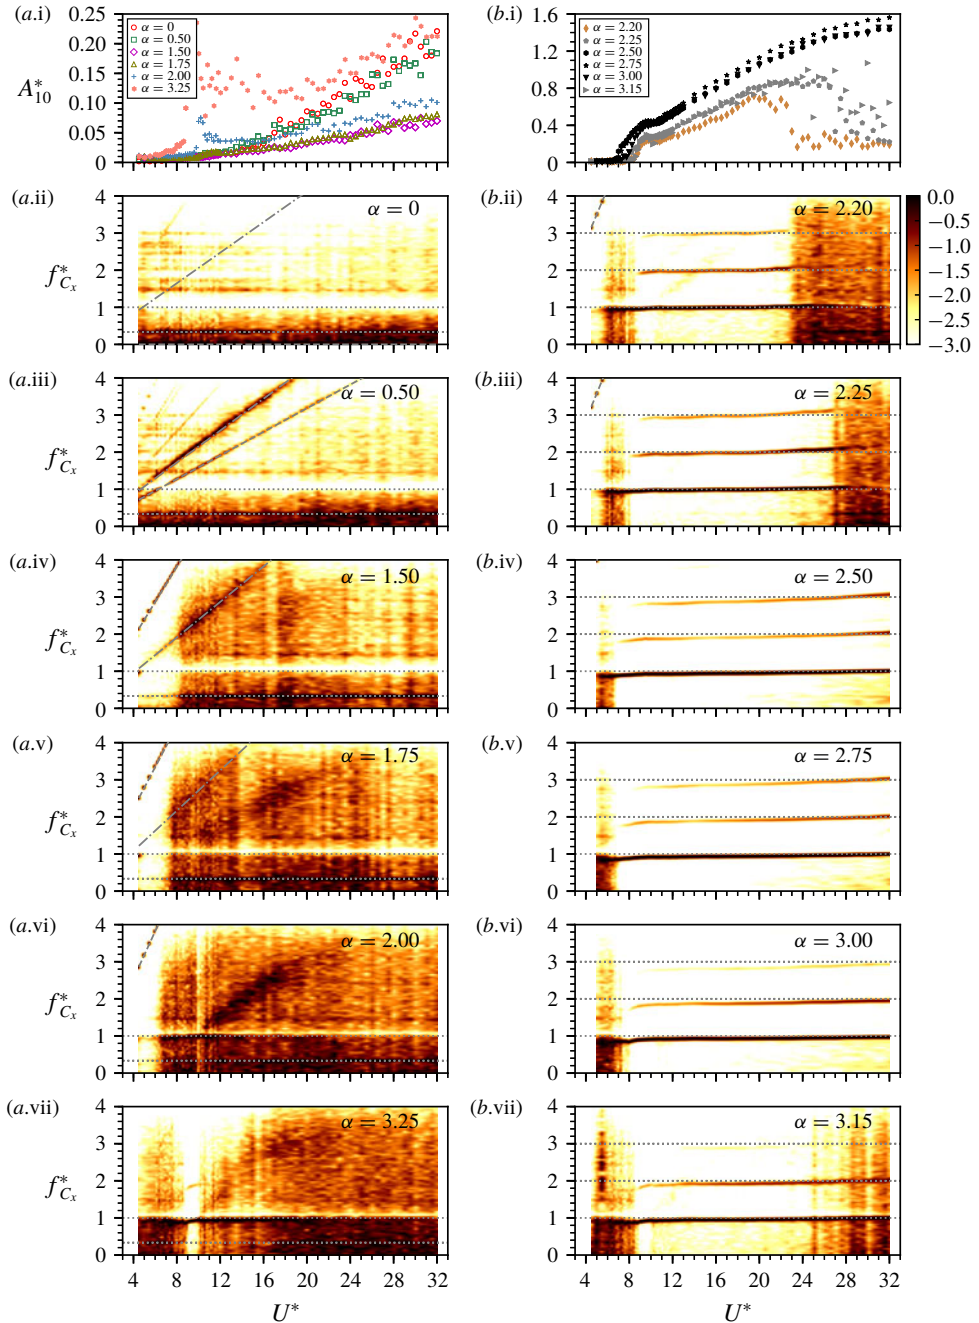 (a.i)
0.25
0.20
0.15
0.10
0.05
0
A*10
α = 0
α = 0.50
α = 1.50
α = 1.75
α = 2.00
α = 3.25
(b.i)
1.6
1.2
0.8
0.4
0
α = 2.20
α = 2.25
α = 2.50
α = 2.75
α = 3.00
α = 3.15
(a.ii)
4
3
2
1
0
f*Cx
α = 0
(b.ii)
4
3
2
1
0
α = 2.20
0.0
−0.5
−1.0
−1.5
−2.0
−2.5
−3.0
(a.iii)
4
3
2
1
0
f*Cx
α = 0.50
(b.iii)
4
3
2
1
0
α = 2.25
(a.iv)
4
3
2
1
0
f*Cx
α = 1.50
(b.iv)
4
3
2
1
0
α = 2.50
(a.v)
4
3
2
1
0
f*Cx
α = 1.75
(b.v)
4
3
2
1
0
α = 2.75
(a.vi)
4
3
2
1
0
f*Cx
α = 2.00
(b.vi)
4
3
2
1
0
α = 3.00
(a.vii)
4
3
2
1
0
f*Cx
α = 3.25
4 8 12 16 20 24 28 32
U*
(b.vii)
4
3
2
1
0
α = 3.15
4 8 12 16 20 24 28 32
U*